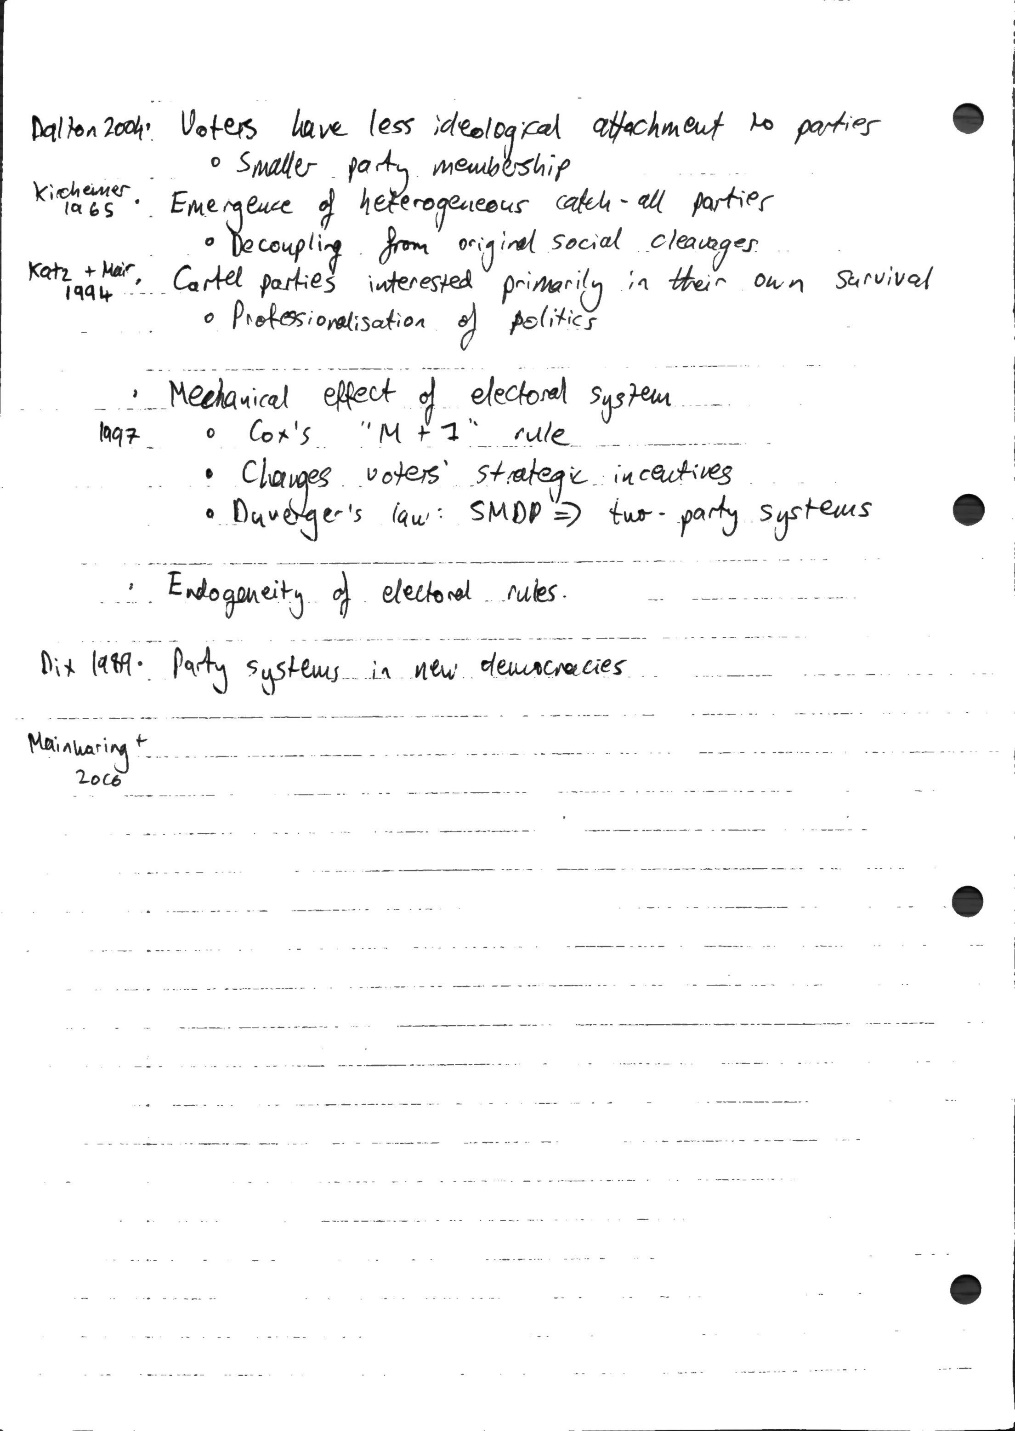 Dalton 2004 • Voters have less ideological attachment to parties
◦ Smaller party membership
Kircheimer 1965 • Emergence of heterogeneous catch-all parties
◦ Decoupling from original social cleavages
Katz + Mair 1994 • Cartel parties interested primarily in their own survival
◦ Professionalisation of politics
• Mechanical effect of electoral system
1997 ◦ Cox's "M + 1" rule
• Changes voters' strategic incentives
◦ Duverger's law: SMDP ⇒ two-party systems
• Endogeneity of electoral rules.
Dix 1989 • Party systems in new democracies
Mainwaring +
2006